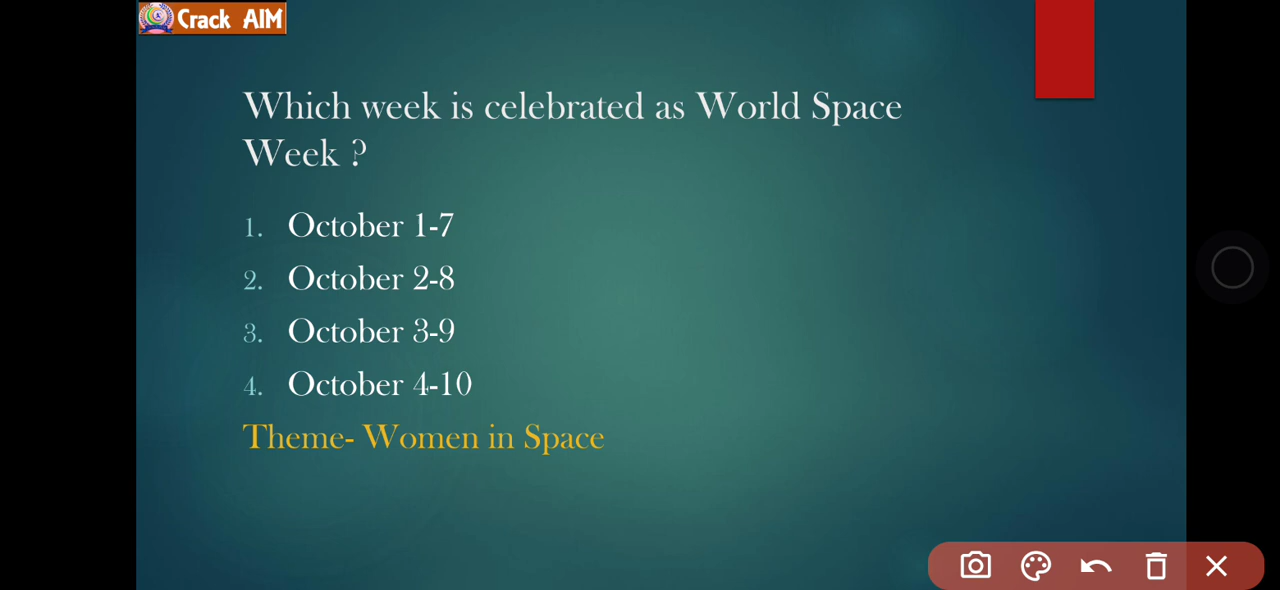 Crack AIM
Which week is celebrated as World Space
Week ?
1. October 1-7
2. October 2-8
3. October 3-9
4. October 4-10
Theme- Women in Space